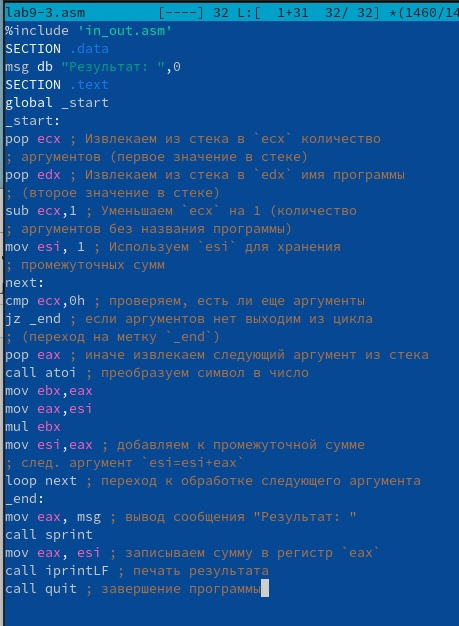 lab9-3.asm [----] 32 L:[ 1+31 32/ 32] *(1460/14
%include 'in_out.asm'
SECTION .data
msg db "Результат: ",0
SECTION .text
global _start
_start:
pop ecx ; Извлекаем из стека в `ecx` количество
; аргументов (первое значение в стеке)
pop edx ; Извлекаем из стека в `edx` имя программы
; (второе значение в стеке)
sub ecx,1 ; Уменьшаем `ecx` на 1 (количество
; аргументов без названия программы)
mov esi, 1 ; Используем `esi` для хранения
; промежуточных сумм
next:
cmp ecx,0h ; проверяем, есть ли еще аргументы
jz _end ; если аргументов нет выходим из цикла
; (переход на метку `_end`)
pop eax ; иначе извлекаем следующий аргумент из стека
call atoi ; преобразуем символ в число
mov ebx,eax
mov eax,esi
mul ebx
mov esi,eax ; добавляем к промежуточной сумме
; след. аргумент `esi=esi+eax`
loop next ; переход к обработке следующего аргумента
_end:
mov eax, msg ; вывод сообщения "Результат: "
call sprint
mov eax, esi ; записываем сумму в регистр `eax`
call iprintLF ; печать результата
call quit ; завершение программы